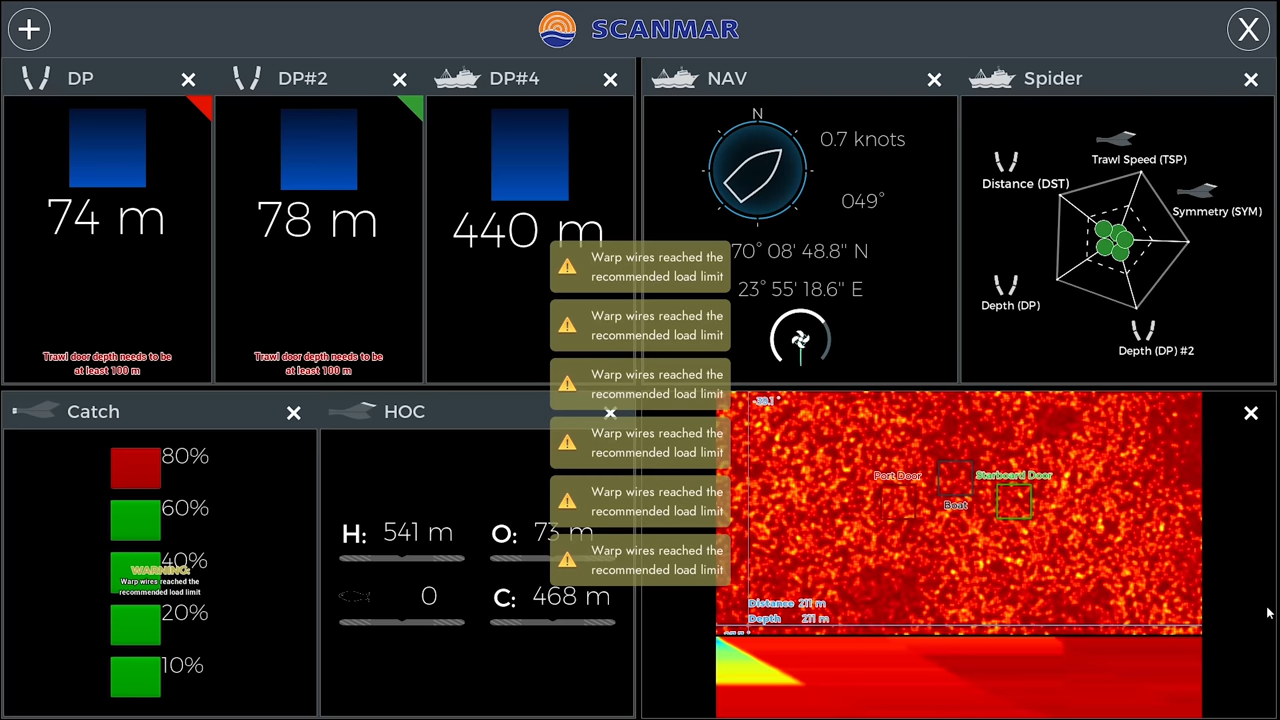 SCANMAR
X
DP
DP#2
DP#4
NAV
Spider
74 m
78 m
440 m
Trawl door depth needs to be
at least 100 m
Trawl door depth needs to be
at least 100 m
N
0.7 knots
049°
70° 08' 48.8" N
23° 55' 18.6" E
Trawl Speed (TSP)
Distance (DST)
Symmetry (SYM)
Depth (DP)
Depth (DP) #2
Warp wires reached the
recommended load limit
Warp wires reached the
recommended load limit
Warp wires reached the
recommended load limit
Warp wires reached the
recommended load limit
Warp wires reached the
recommended load limit
Warp wires reached the
recommended load limit
Catch
80%
60%
40%
WARNING:
Warp wires reached the
recommended load limit
20%
10%
HOC
H: 541 m
O: 73 m
0
C: 468 m
Port Door
Starboard Door
Boat
Distance 211 m
Depth 211 m